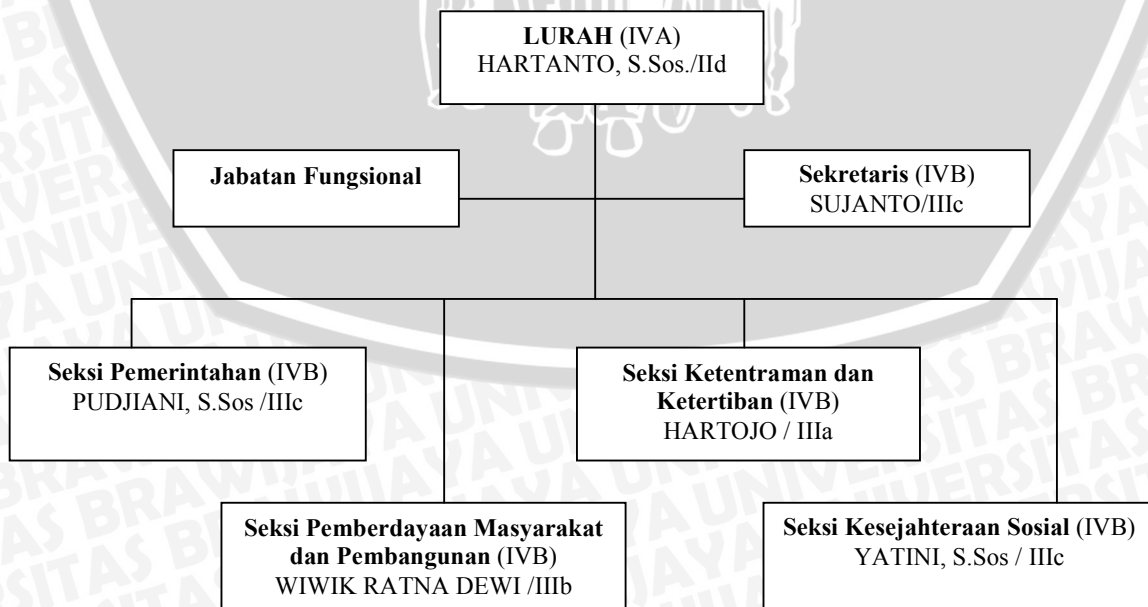 LURAH (IVA)
HARTANTO, S.Sos./IId
Jabatan Fungsional
Sekretaris (IVB)
SUJANTO/IIIc
Seksi Pemerintahan (IVB)
PUDJIANI, S.Sos /IIIc
Seksi Ketentraman dan
Ketertiban (IVB)
HARTOJO / IIIa
Seksi Pemberdayaan Masyarakat
dan Pembangunan (IVB)
WIWIK RATNA DEWI /IIIb
Seksi Kesejahteraan Sosial (IVB)
YATINI, S.Sos / IIIc